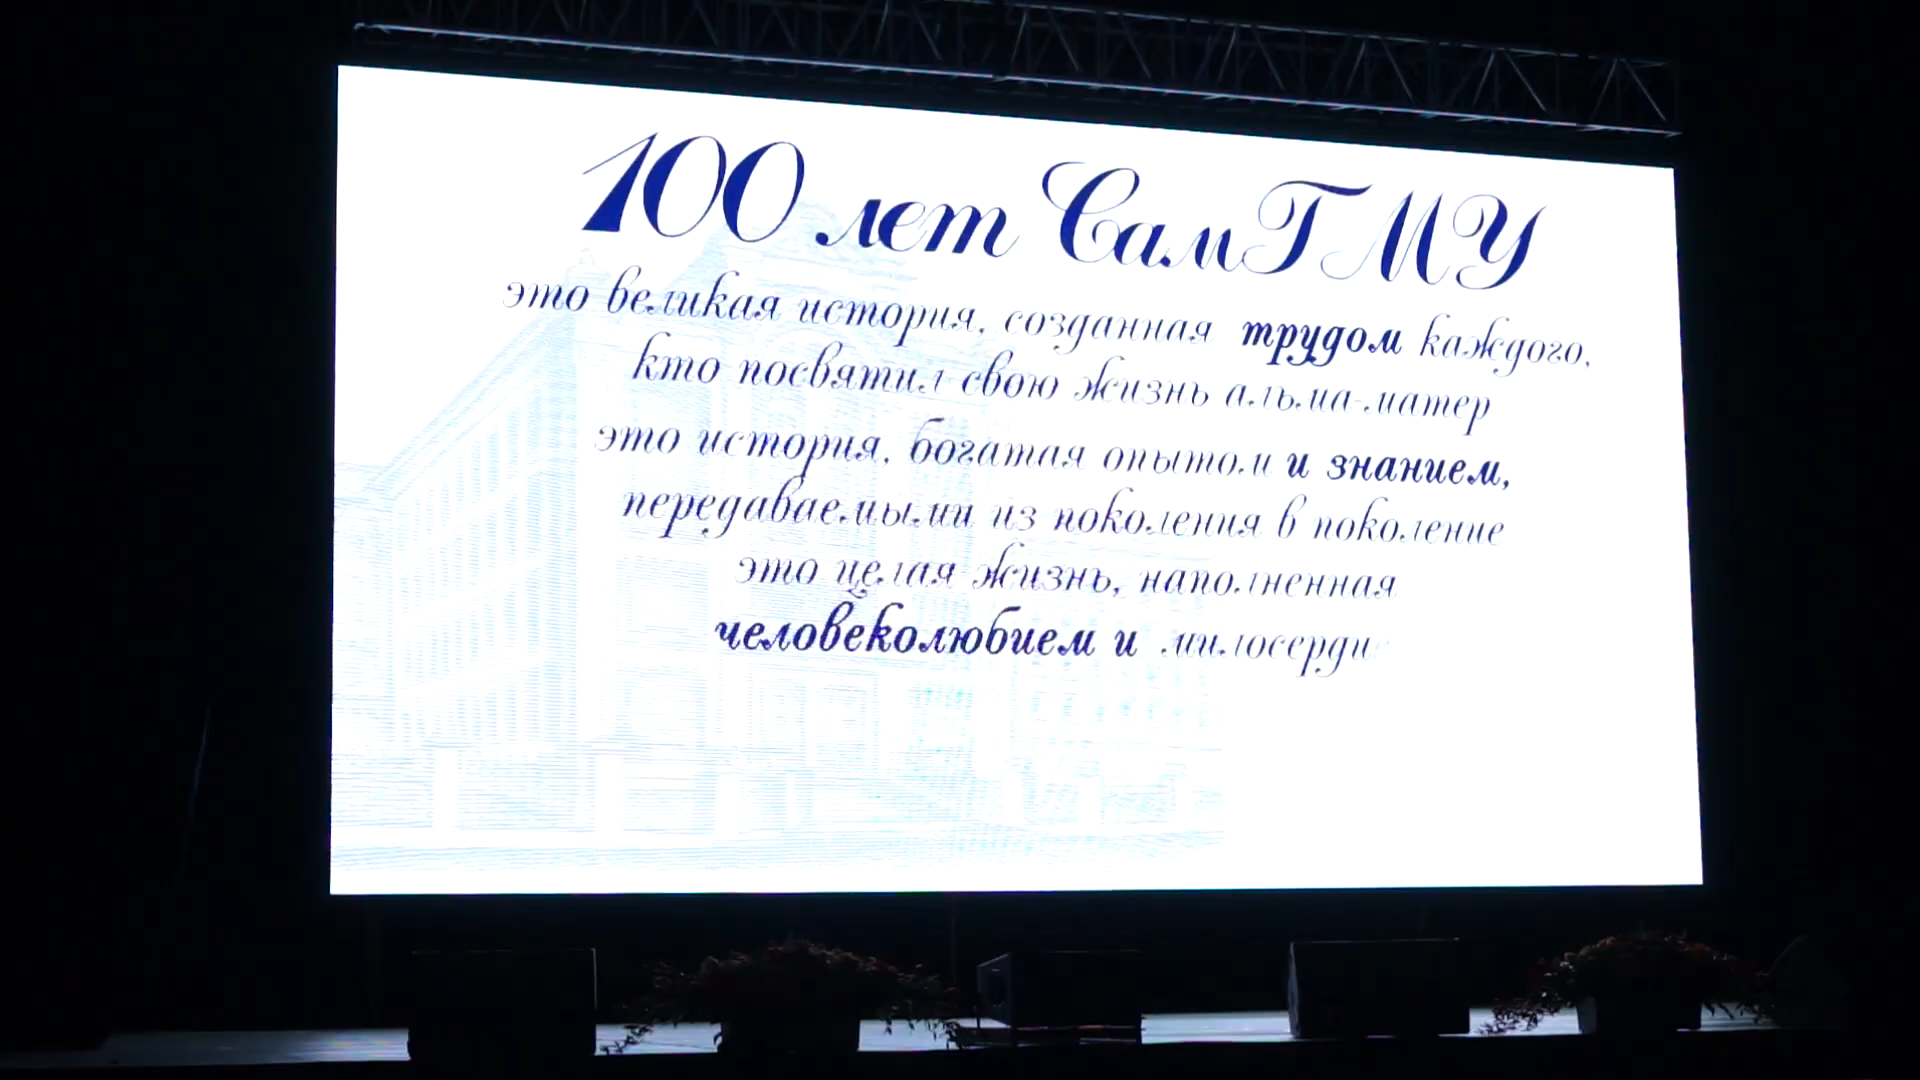 100 лет СамГМУ
это великая история, созданная трудом каждого,
кто посвятил свою жизнь альма-матер
это история, богатая опытом и знанием,
передаваемыми из поколения в поколение
это целая жизнь, наполненная
человеколюбием и милосерди